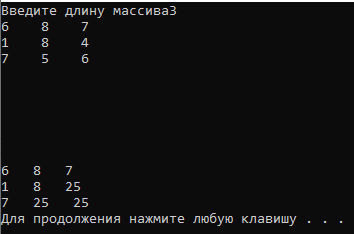 Введите длину массива3
6    8    7
1    8    4
7    5    6
6   8   7
1   8   25
7   25   25
Для продолжения нажмите любую клавишу . . .